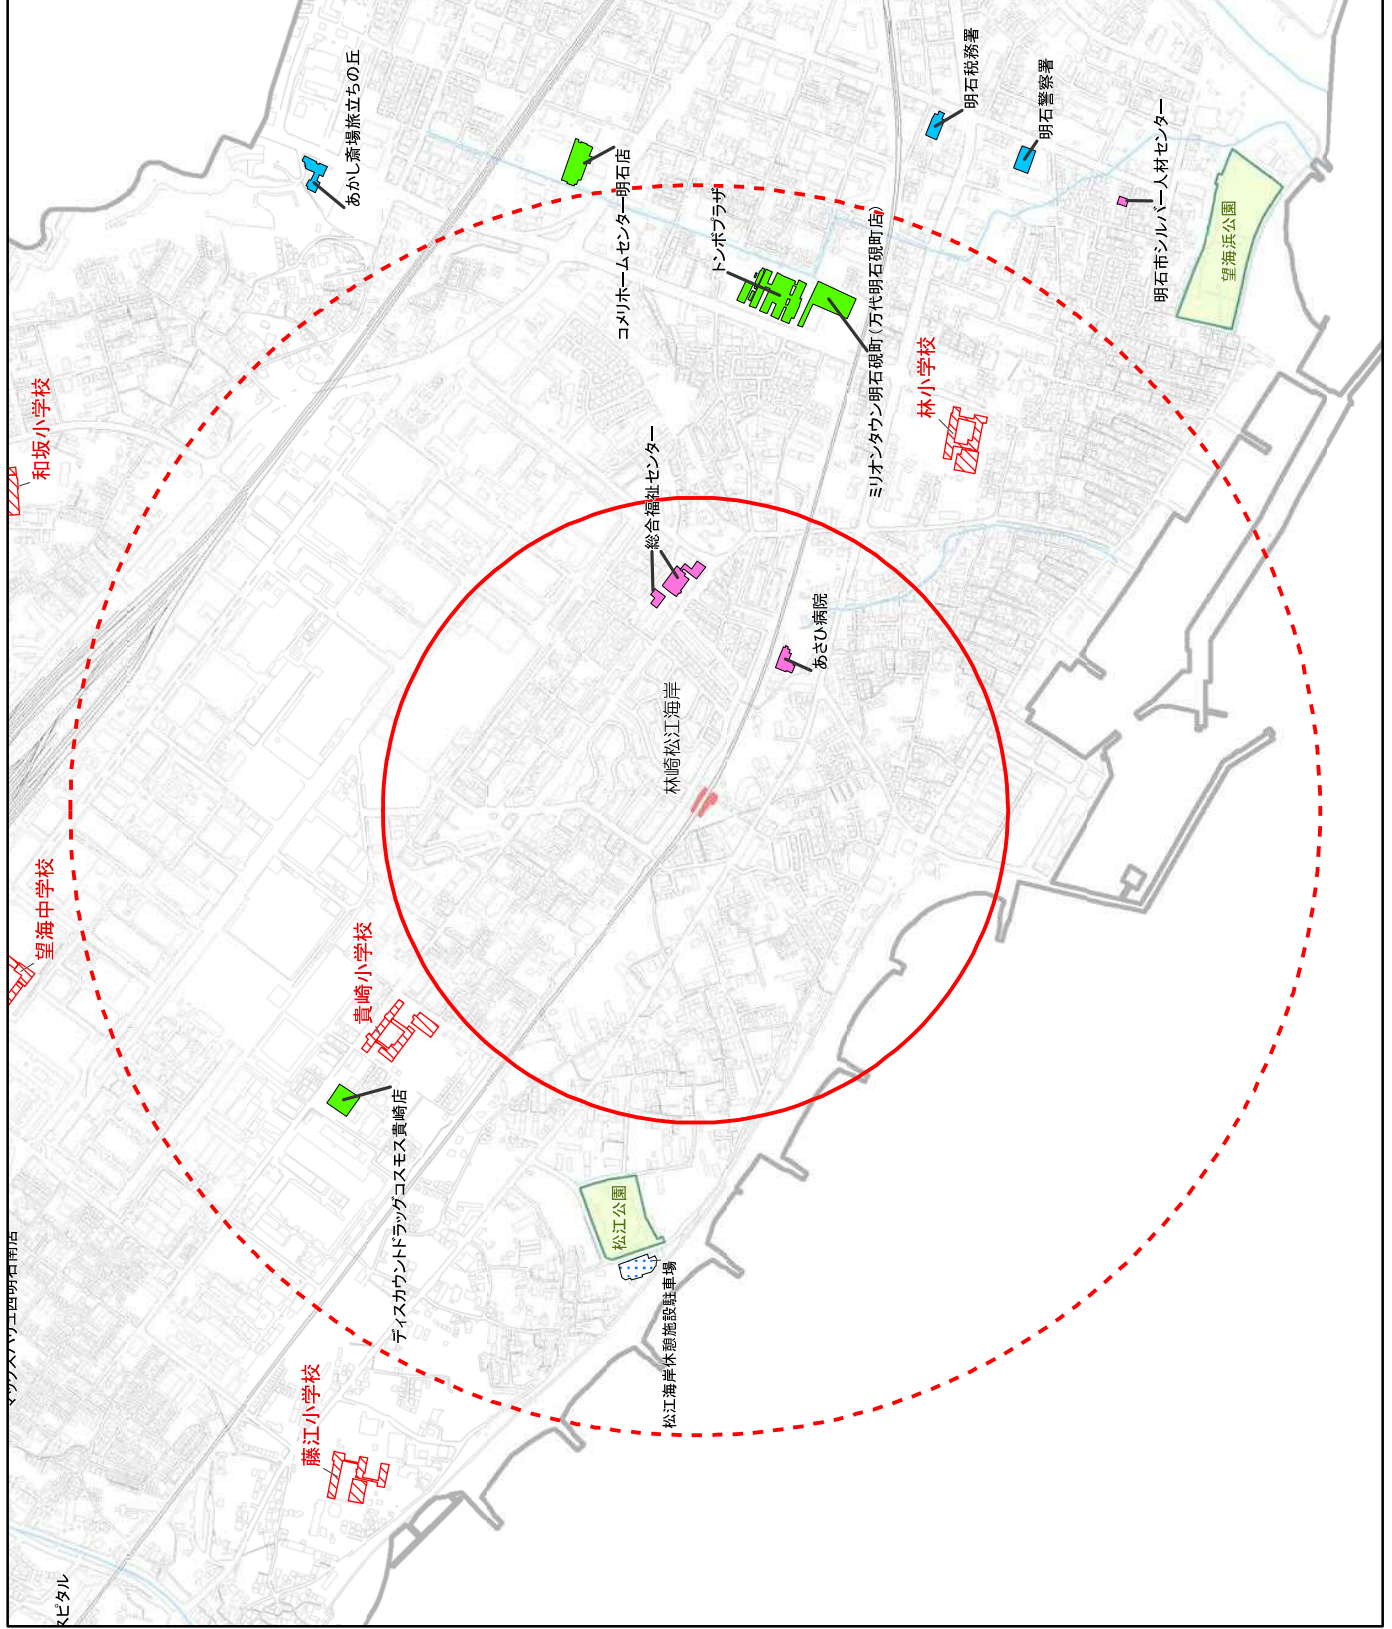 和坂小学校
望海中学校
スピタル
あかし斎場旅立ちの丘
貴崎小学校
藤江小学校
ディスカウントドラッグコスモス貴崎店
コメリホームセンター明石店
総合福祉センター
松江公園
林崎松江海岸
松江海岸休憩施設駐車場
トンボプラザ
あさひ病院
ミリオンタウン明石硯町（万代明石硯町店）
林小学校
明石税務署
明石警察署
明石市シルバー人材センター
望海浜公園